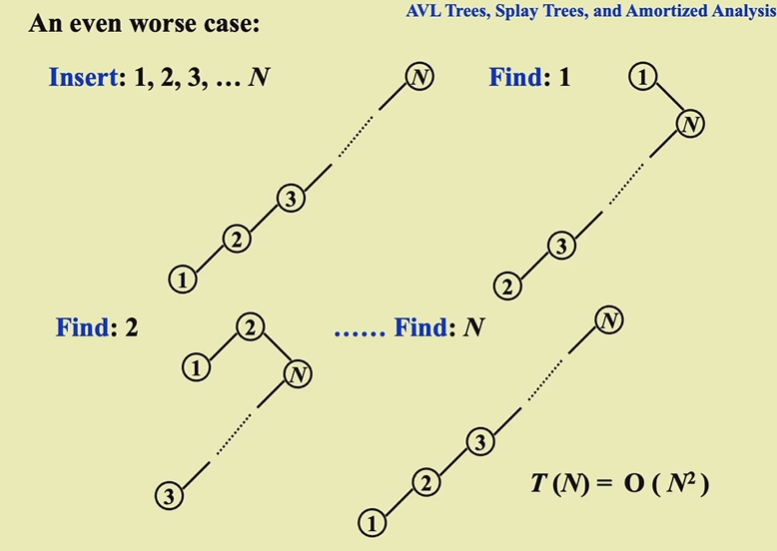 AVL Trees, Splay Trees, and Amortized Analysis
An even worse case:
Insert: 1, 2, 3, … N
N
3
2
1
Find: 1
1
N
3
2
Find: 2
2
1
N
3
…… Find: N
N
3
2
1
T (N) = O ( N² )